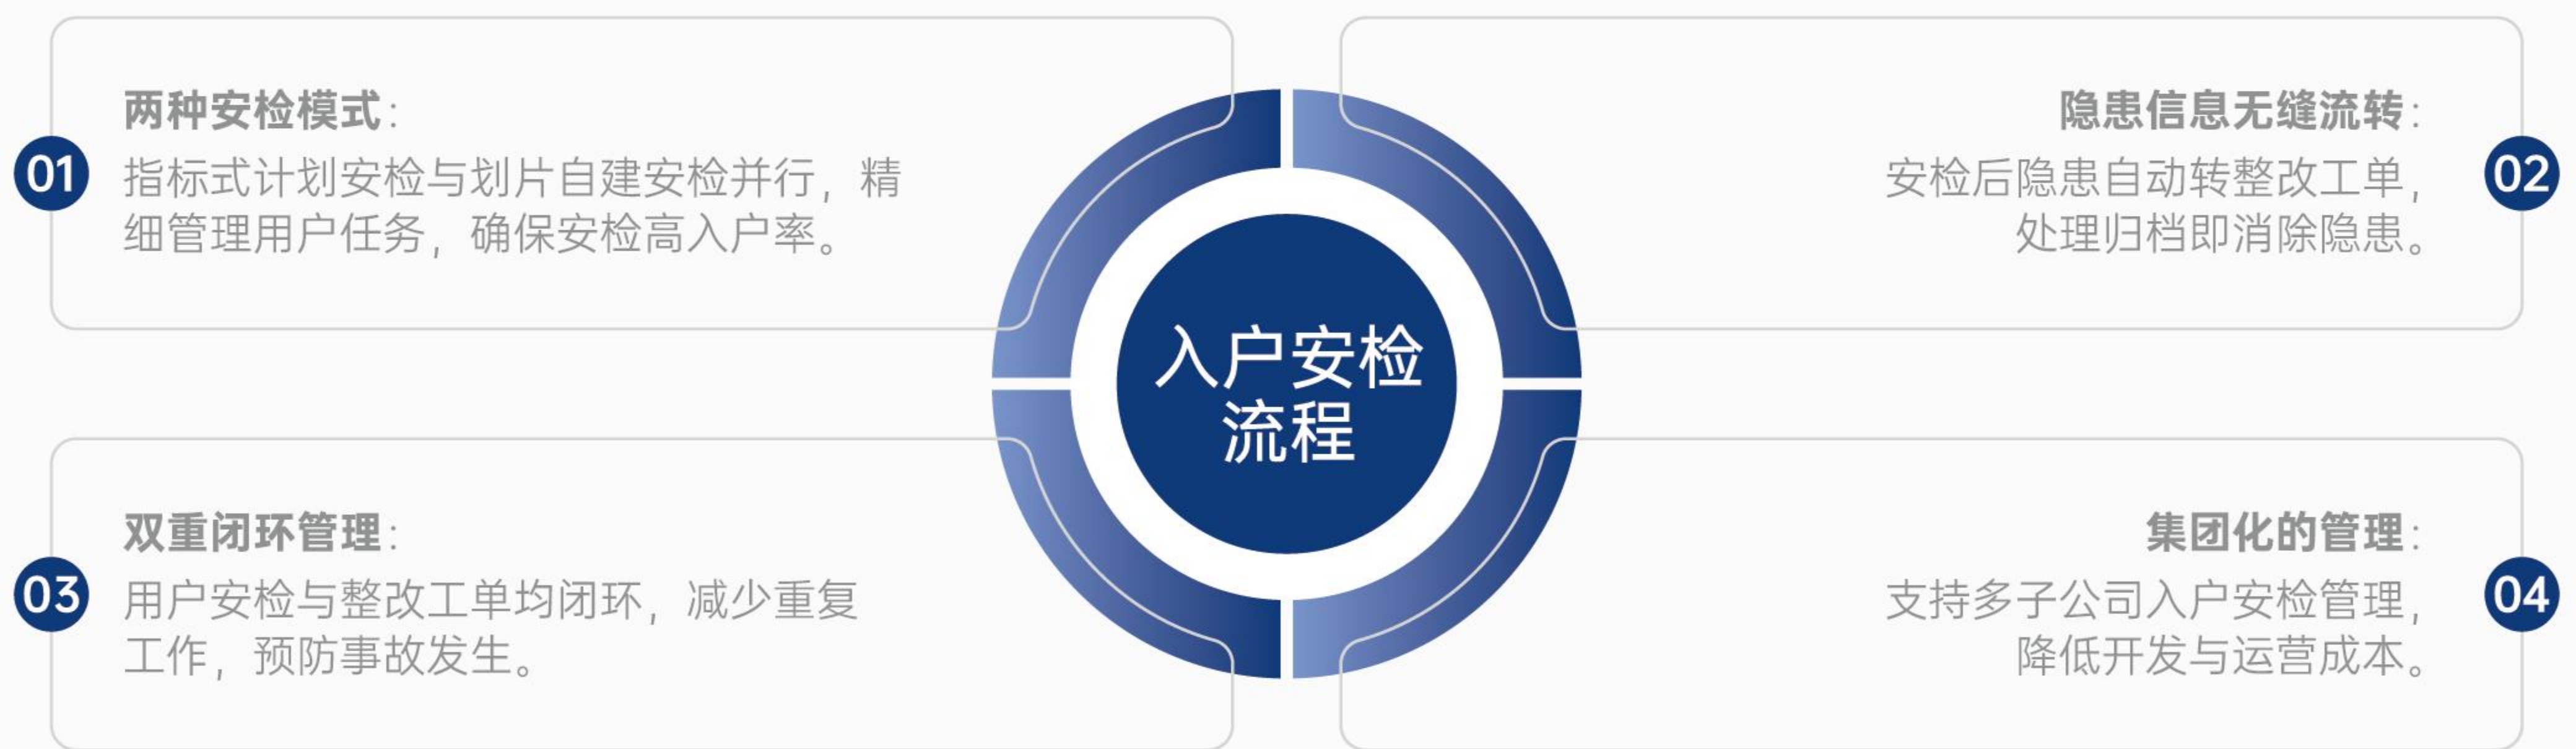 01
两种安检模式：
指标式计划安检与划片自建安检并行，精
细管理用户任务，确保安检高入户率。
02
隐患信息无缝流转：
安检后隐患自动转整改工单，
处理归档即消除隐患。
入户安检
流程
03
双重闭环管理：
用户安检与整改工单均闭环，减少重复
工作，预防事故发生。
04
集团化的管理：
支持多子公司入户安检管理，
降低开发与运营成本。